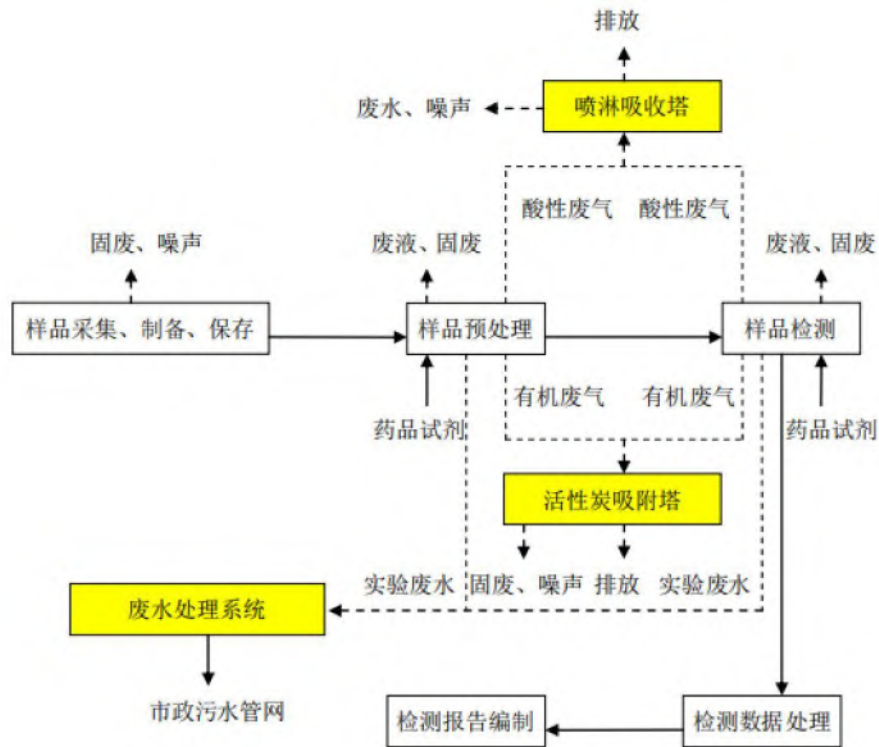 排放
废水、噪声
喷淋吸收塔
酸性废气 酸性废气
固废、噪声
废液、固废
废液、固废
样品采集、制备、保存
样品预处理
样品检测
有机废气 有机废气
药品试剂
药品试剂
活性炭吸附塔
实验废水 固废、噪声 排放 实验废水
废水处理系统
市政污水管网
检测报告编制
检测数据处理